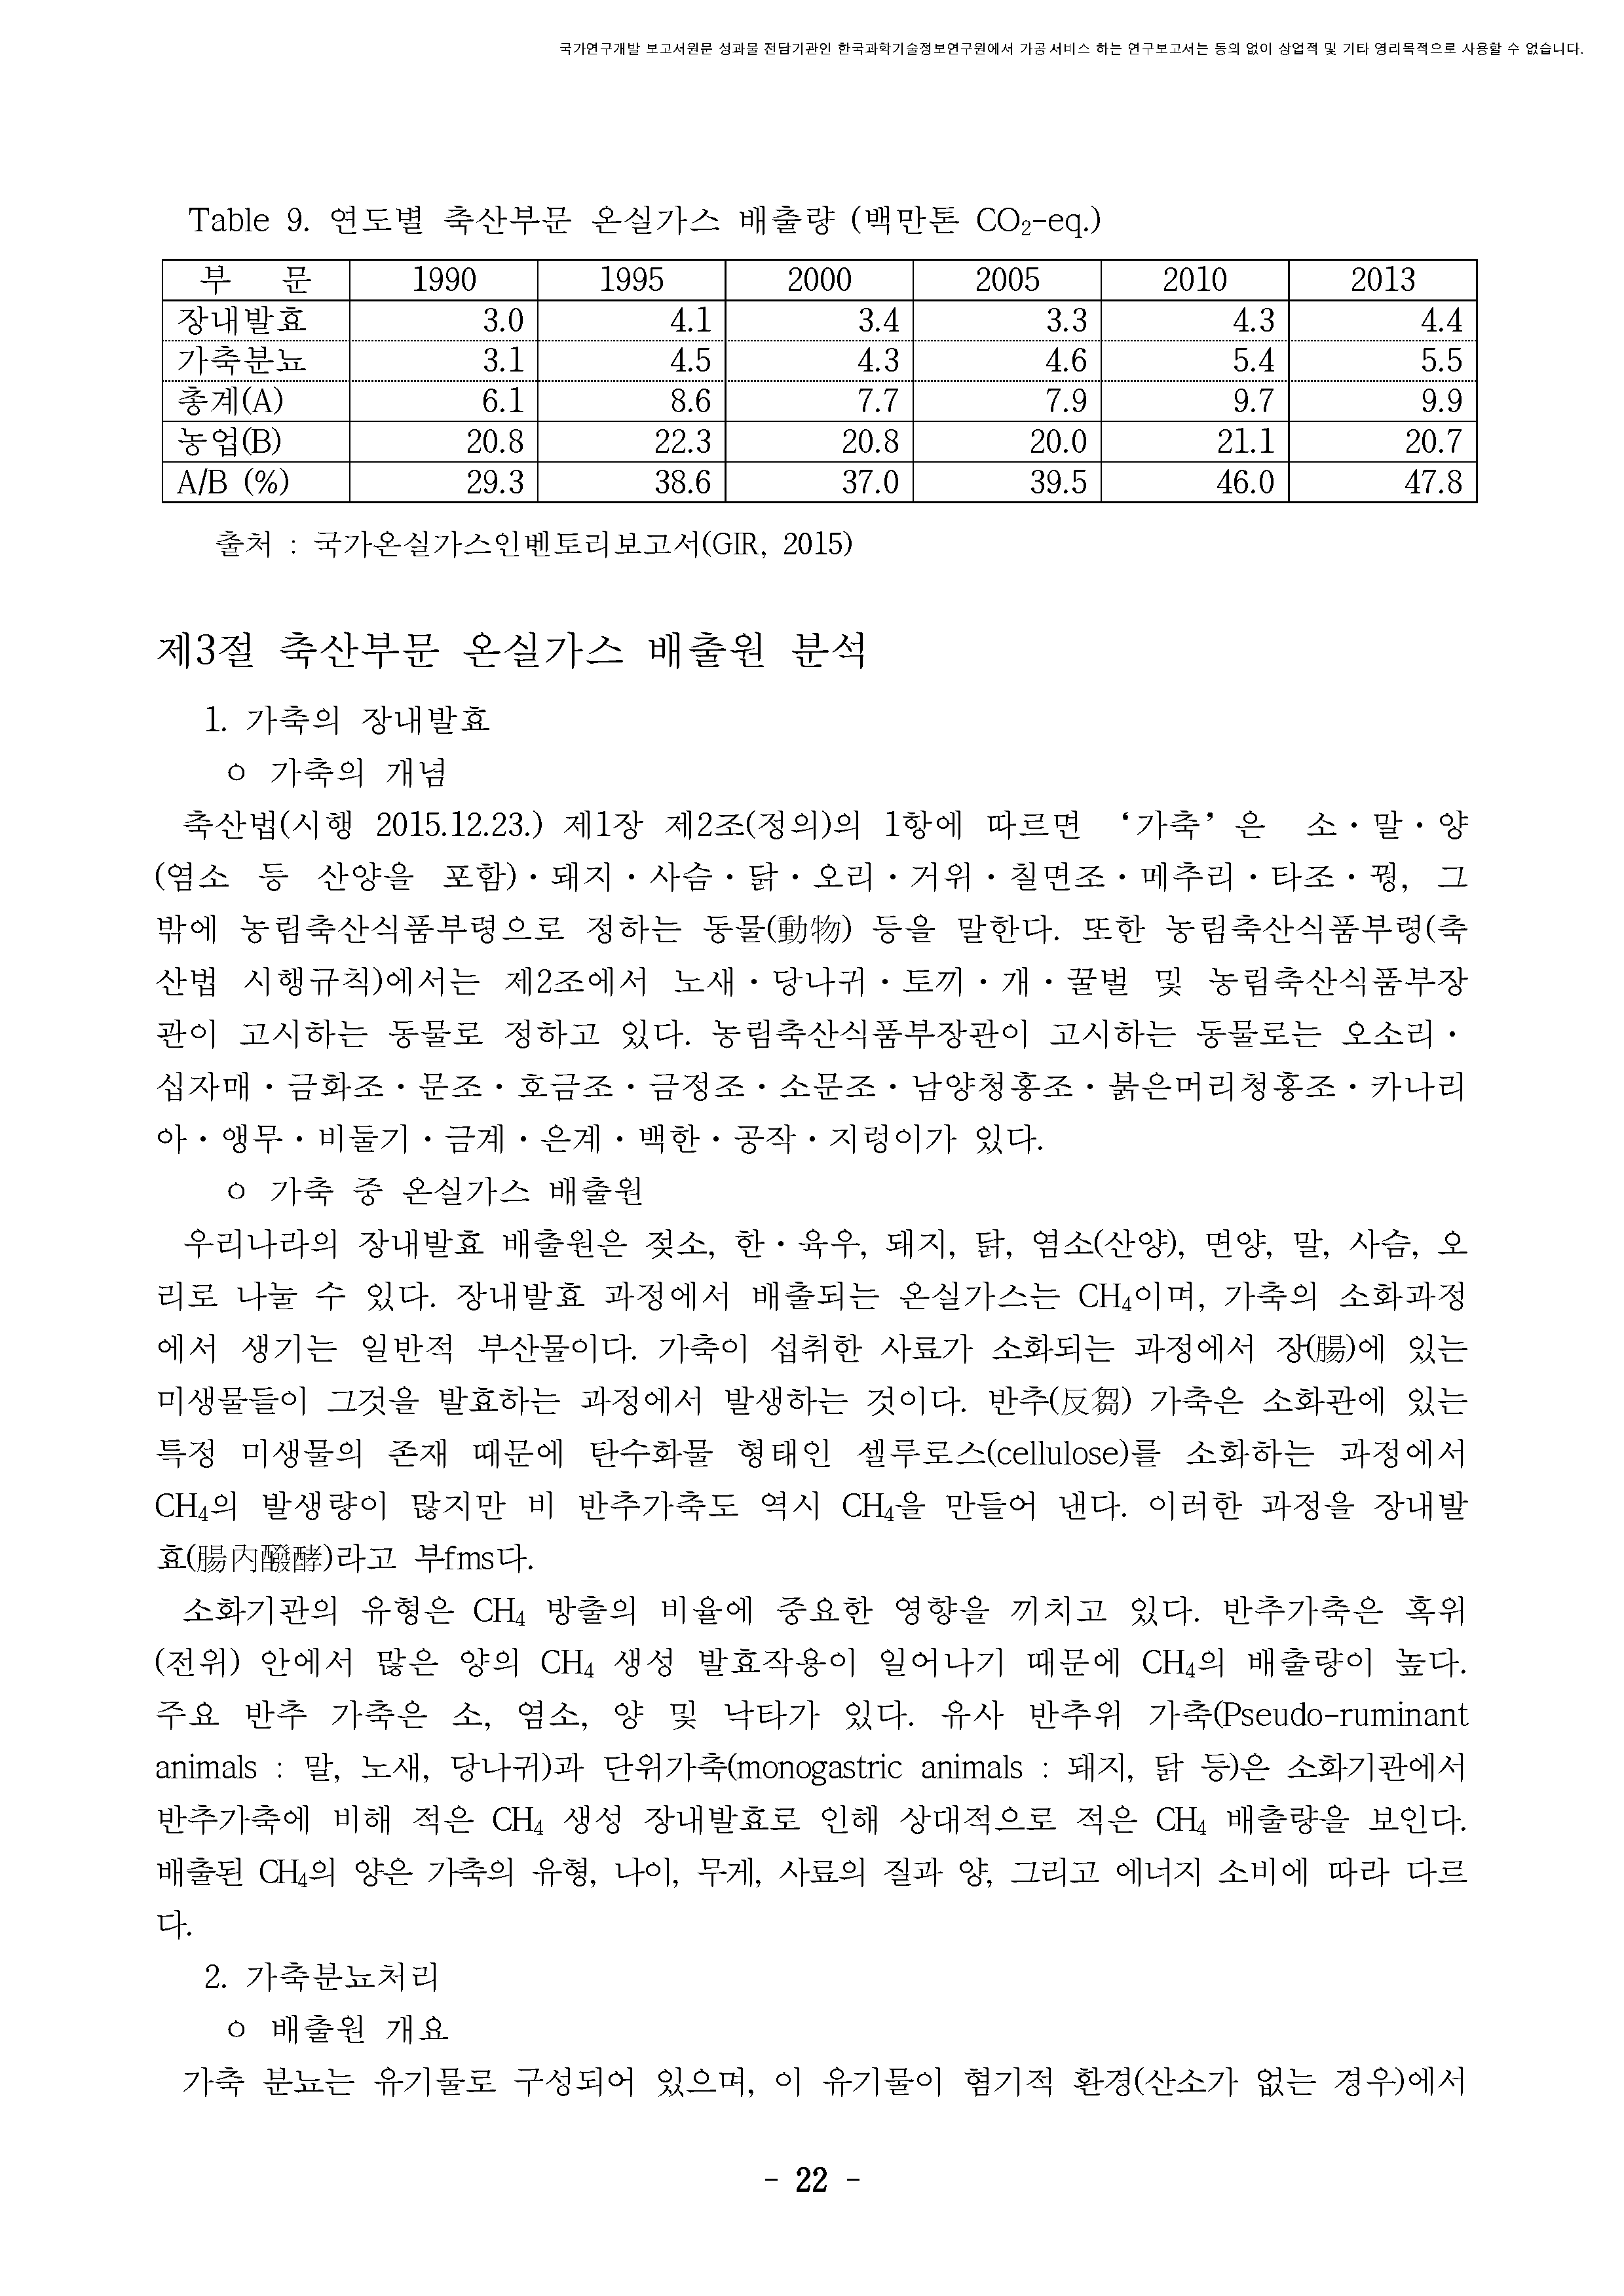 국가연구개발 보고서원문 성과물 전담기관인 한국과학기술정보연구원에서 가공·서비스 하는 연구보고서는 동의 없이 상업적 및 기타 영리목적으로 사용할 수 없습니다.
Table 9. 연도별 축산부문 온실가스 배출량 (백만톤 CO₂-eq.)
부 문 1990 1995 2000 2005 2010 2013
장내발효 3.0 4.1 3.4 3.3 4.3 4.4
가축분뇨 3.1 4.5 4.3 4.6 5.4 5.5
총계(A) 6.1 8.6 7.7 7.9 9.7 9.9
농업(B) 20.8 22.3 20.8 20.0 21.1 20.7
A/B (%) 29.3 38.6 37.0 39.5 46.0 47.8
출처 : 국가온실가스인벤토리보고서(GIR, 2015)
제3절 축산부문 온실가스 배출원 분석
1. 가축의 장내발효
ㅇ 가축의 개념
축산법(시행 2015.12.23.) 제1장 제2조(정의)의 1항에 따르면 ‘가축’은 소·말·양
(염소 등 산양을 포함)·돼지·사슴·닭·오리·거위·칠면조·메추리·타조·꿩, 그
밖에 농림축산식품부령으로 정하는 동물(動物) 등을 말한다. 또한 농림축산식품부령(축
산법 시행규칙)에서는 제2조에서 노새·당나귀·토끼·개·꿀벌 및 농림축산식품부장
관이 고시하는 동물로 정하고 있다. 농림축산식품부장관이 고시하는 동물로는 오소리·
십자매·금화조·문조·호금조·금정조·소문조·남양청홍조·붉은머리청홍조·카나리
아·앵무·비둘기·금계·은계·백한·공작·지렁이가 있다.
ㅇ 가축 중 온실가스 배출원
우리나라의 장내발효 배출원은 젖소, 한·육우, 돼지, 닭, 염소(산양), 면양, 말, 사슴, 오
리로 나눌 수 있다. 장내발효 과정에서 배출되는 온실가스는 CH₄이며, 가축의 소화과정
에서 생기는 일반적 부산물이다. 가축이 섭취한 사료가 소화되는 과정에서 장(腸)에 있는
미생물들이 그것을 발효하는 과정에서 발생하는 것이다. 반추(反芻) 가축은 소화관에 있는
특정 미생물의 존재 때문에 탄수화물 형태인 셀루로스(cellulose)를 소화하는 과정에서
CH₄의 발생량이 많지만 비 반추가축도 역시 CH₄을 만들어 낸다. 이러한 과정을 장내발
효(腸內醱酵)라고 부fms다.
소화기관의 유형은 CH₄ 방출의 비율에 중요한 영향을 끼치고 있다. 반추가축은 혹위
(전위) 안에서 많은 양의 CH₄ 생성 발효작용이 일어나기 때문에 CH₄의 배출량이 높다.
주요 반추 가축은 소, 염소, 양 및 낙타가 있다. 유사 반추위 가축(Pseudo-ruminant
animals : 말, 노새, 당나귀)과 단위가축(monogastric animals : 돼지, 닭 등)은 소화기관에서
반추가축에 비해 적은 CH₄ 생성 장내발효로 인해 상대적으로 적은 CH₄ 배출량을 보인다.
배출된 CH₄의 양은 가축의 유형, 나이, 무게, 사료의 질과 양, 그리고 에너지 소비에 따라 다르
다.
2. 가축분뇨처리
ㅇ 배출원 개요
가축 분뇨는 유기물로 구성되어 있으며, 이 유기물이 혐기적 환경(산소가 없는 경우)에서
- 22 -